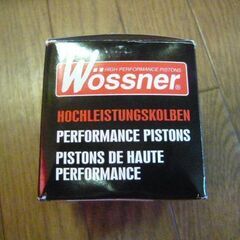 HIGH PERFORMANCE PISTONS
Wössner®
HOCHLEISTUNGSKOLBEN
PERFORMANCE PISTONS
PISTONS DE HAUTE
PERFORMANCE